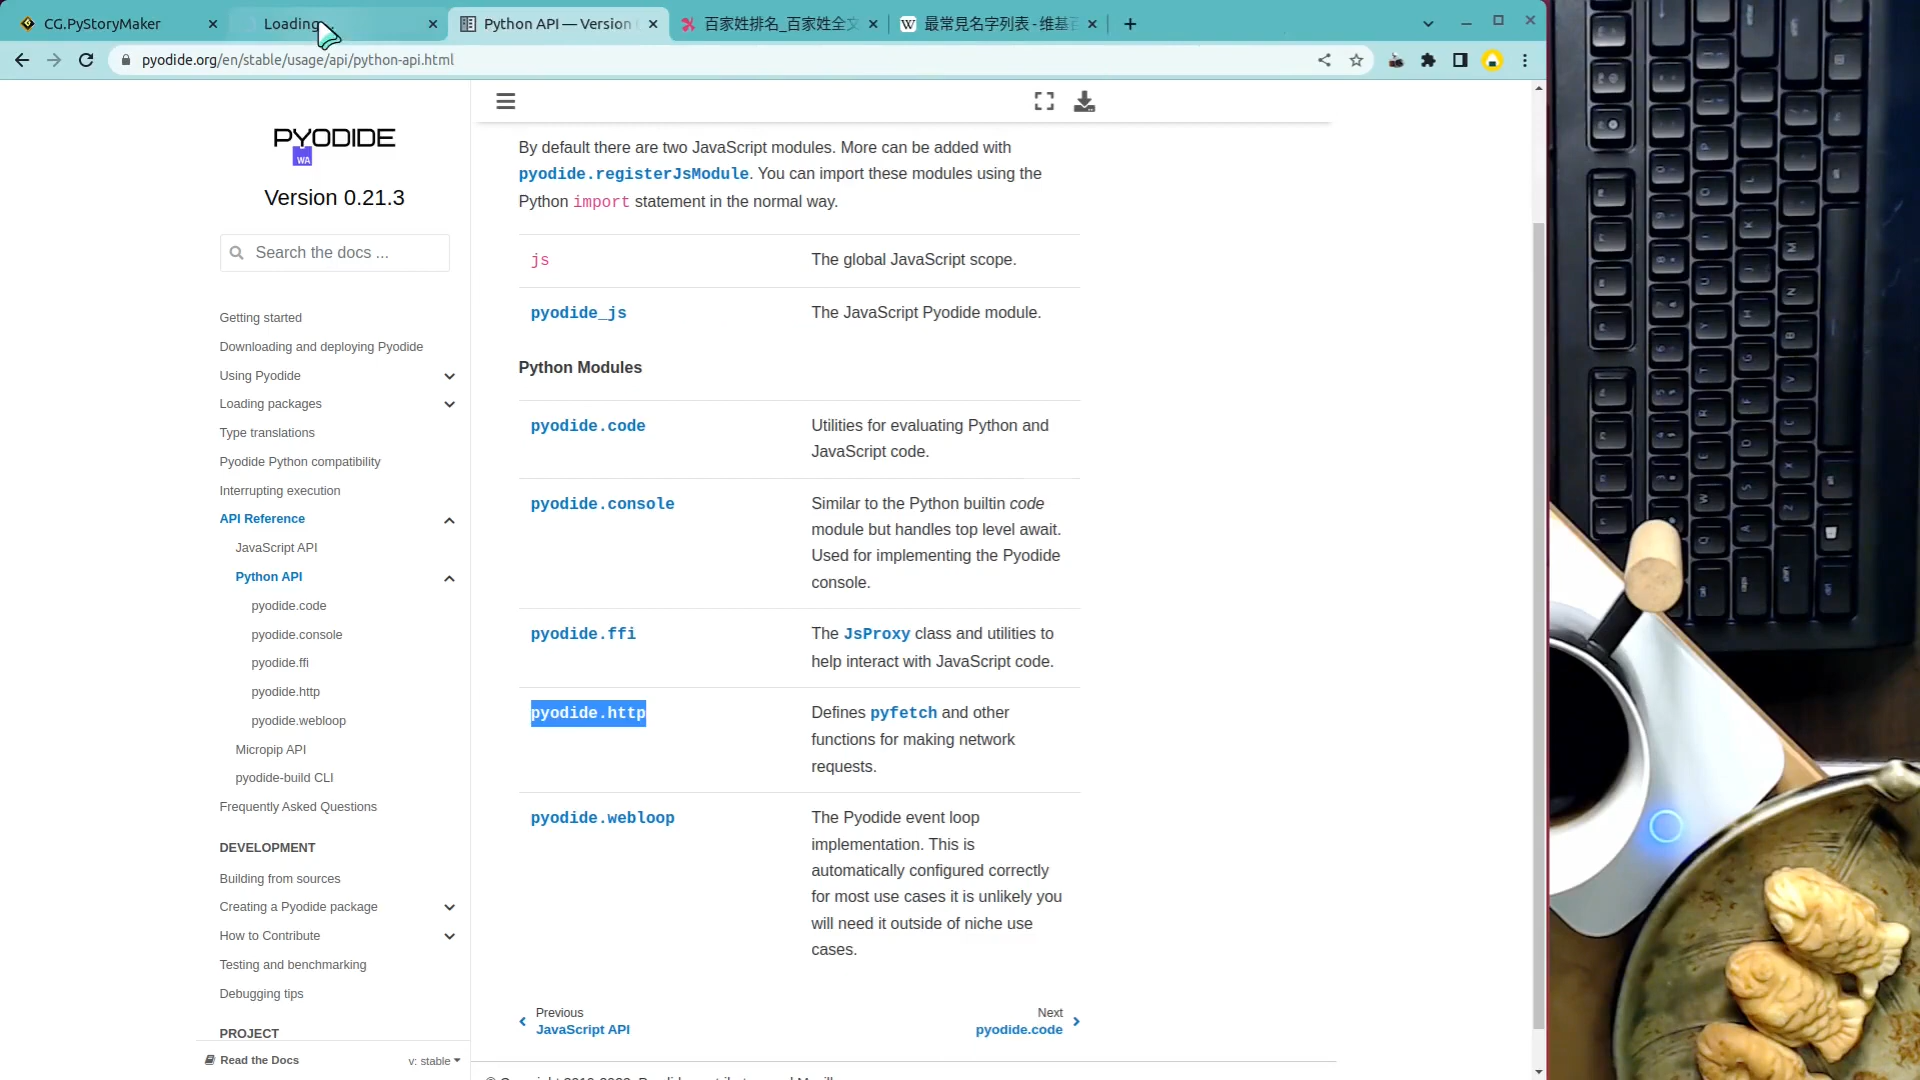 CG.PyStoryMaker
Loading
Python API — Version
百家姓排名_百家姓全文
W
最常見名字列表 - 维基百
pyodide.org/en/stable/usage/api/python-api.html
PYODIDE
WA
Version 0.21.3
Search the docs ...
Getting started
Downloading and deploying Pyodide
Using Pyodide
Loading packages
Type translations
Pyodide Python compatibility
Interrupting execution
API Reference
JavaScript API
Python API
pyodide.code
pyodide.console
pyodide.ffi
pyodide.http
pyodide.webloop
Micropip API
pyodide-build CLI
Frequently Asked Questions
DEVELOPMENT
Building from sources
Creating a Pyodide package
How to Contribute
Testing and benchmarking
Debugging tips
PROJECT
Read the Docs
v: stable
By default there are two JavaScript modules. More can be added with
pyodide.registerJsModule. You can import these modules using the
Python import statement in the normal way.
js
The global JavaScript scope.
pyodide_js
The JavaScript Pyodide module.
Python Modules
pyodide.code
Utilities for evaluating Python and
JavaScript code.
pyodide.console
Similar to the Python builtin code
module but handles top level await.
Used for implementing the Pyodide
console.
pyodide.ffi
The JsProxy class and utilities to
help interact with JavaScript code.
pyodide.http
Defines pyfetch and other
functions for making network
requests.
pyodide.webloop
The Pyodide event loop
implementation. This is
automatically configured correctly
for most use cases it is unlikely you
will need it outside of niche use
cases.
Previous
JavaScript API
Next
pyodide.code